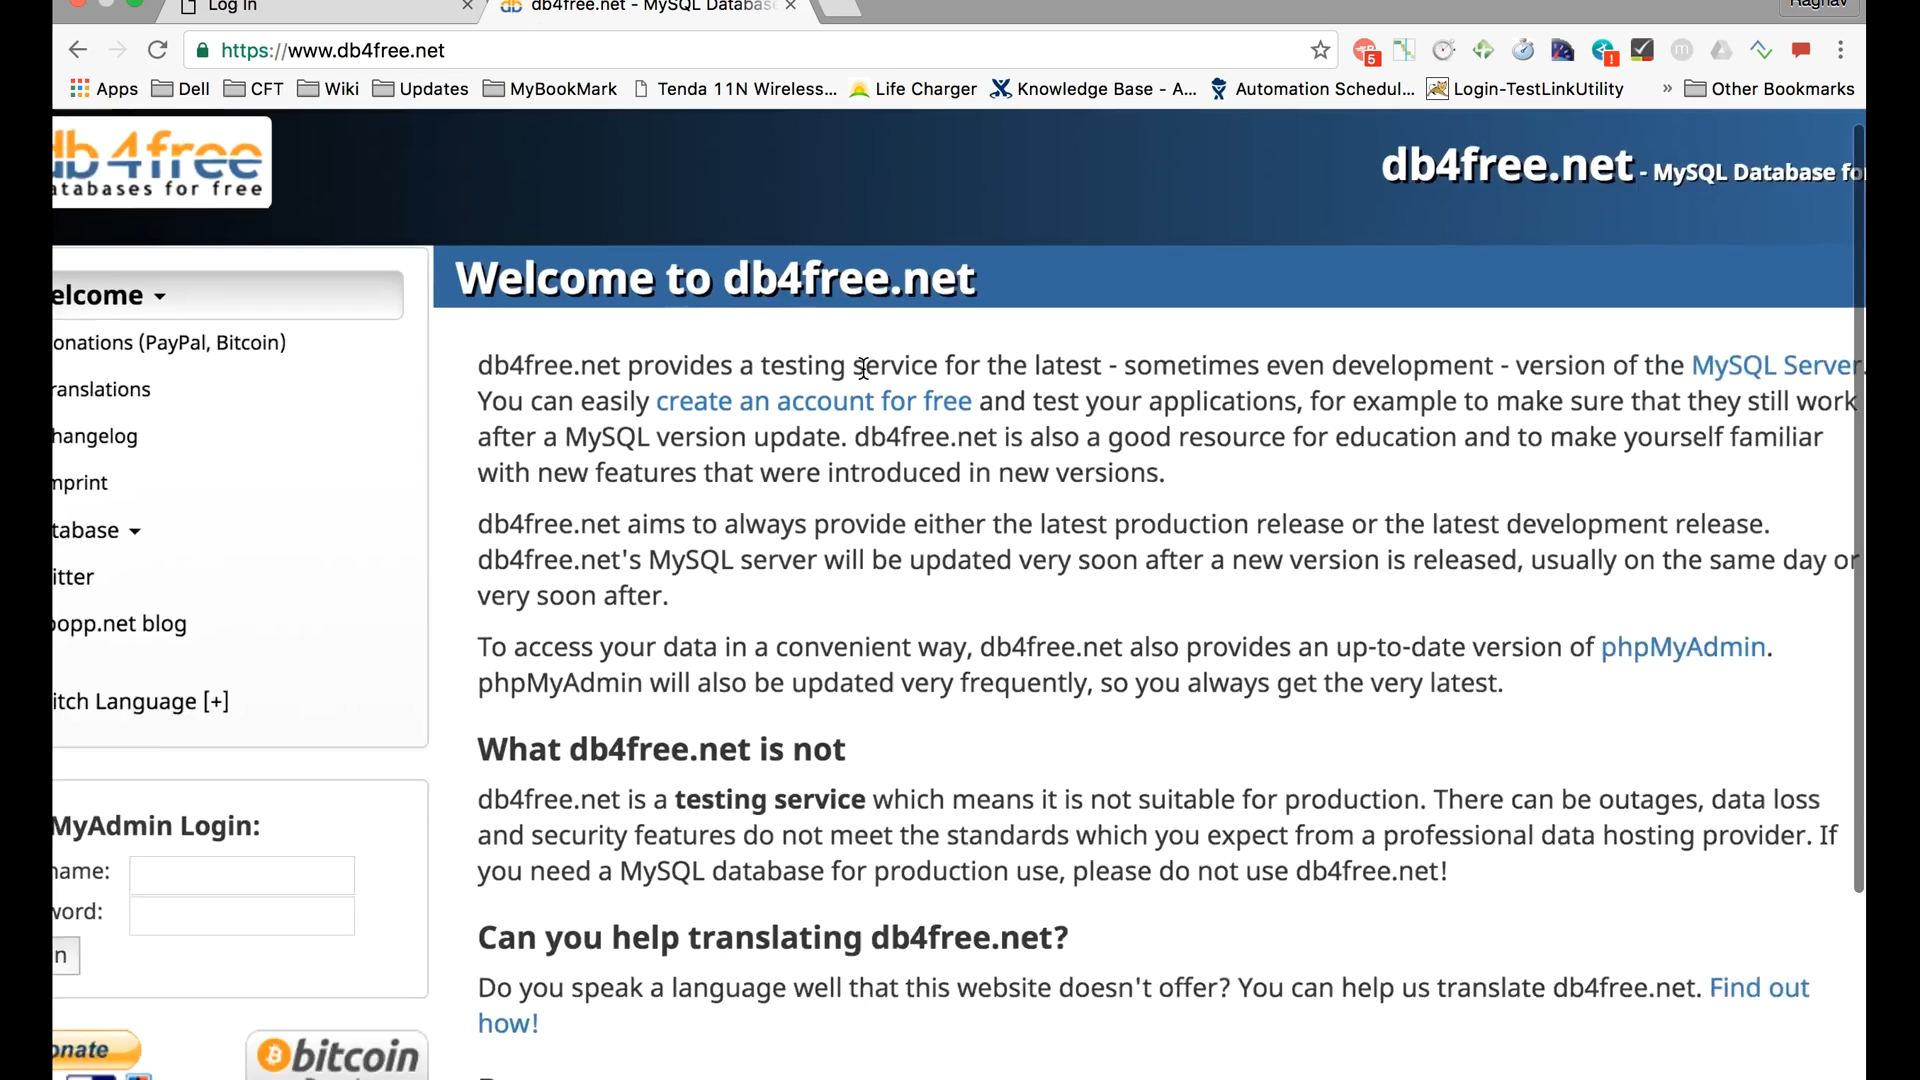 Log In
db4free.net - MySQL Database
Raghav
https://www.db4free.net
5
Apps Dell CFT Wiki Updates MyBookMark Tenda 11N Wireless... Life Charger Knowledge Base - A... Automation Schedul... Login-TestLinkUtility » Other Bookmarks
db4free
atabases for free
db4free.net - MySQL Database fo
elcome
Welcome to db4free.net
onations (PayPal, Bitcoin)
ranslations
hangelog
mprint
tabase
itter
popp.net blog
itch Language [+]
db4free.net provides a testing service for the latest - sometimes even development - version of the MySQL Server.
You can easily create an account for free and test your applications, for example to make sure that they still work
after a MySQL version update. db4free.net is also a good resource for education and to make yourself familiar
with new features that were introduced in new versions.
db4free.net aims to always provide either the latest production release or the latest development release.
db4free.net's MySQL server will be updated very soon after a new version is released, usually on the same day or
very soon after.
To access your data in a convenient way, db4free.net also provides an up-to-date version of phpMyAdmin.
phpMyAdmin will also be updated very frequently, so you always get the very latest.
What db4free.net is not
db4free.net is a testing service which means it is not suitable for production. There can be outages, data loss
and security features do not meet the standards which you expect from a professional data hosting provider. If
you need a MySQL database for production use, please do not use db4free.net!
Can you help translating db4free.net?
Do you speak a language well that this website doesn't offer? You can help us translate db4free.net. Find out
how!
MyAdmin Login:
name:
word:
n
onate
bitcoin